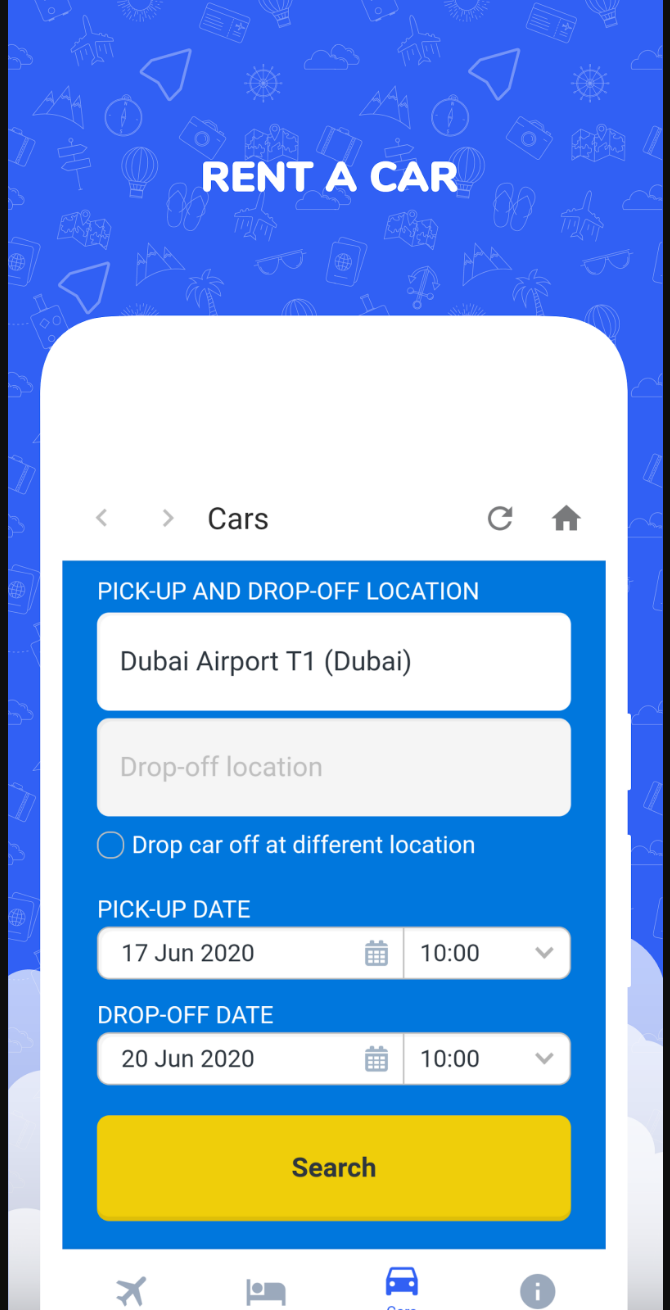 RENT A CAR
Cars
PICK-UP AND DROP-OFF LOCATION
Dubai Airport T1 (Dubai)
Drop-off location
Drop car off at different location
PICK-UP DATE
17 Jun 2020 10:00
DROP-OFF DATE
20 Jun 2020 10:00
Search
Cars